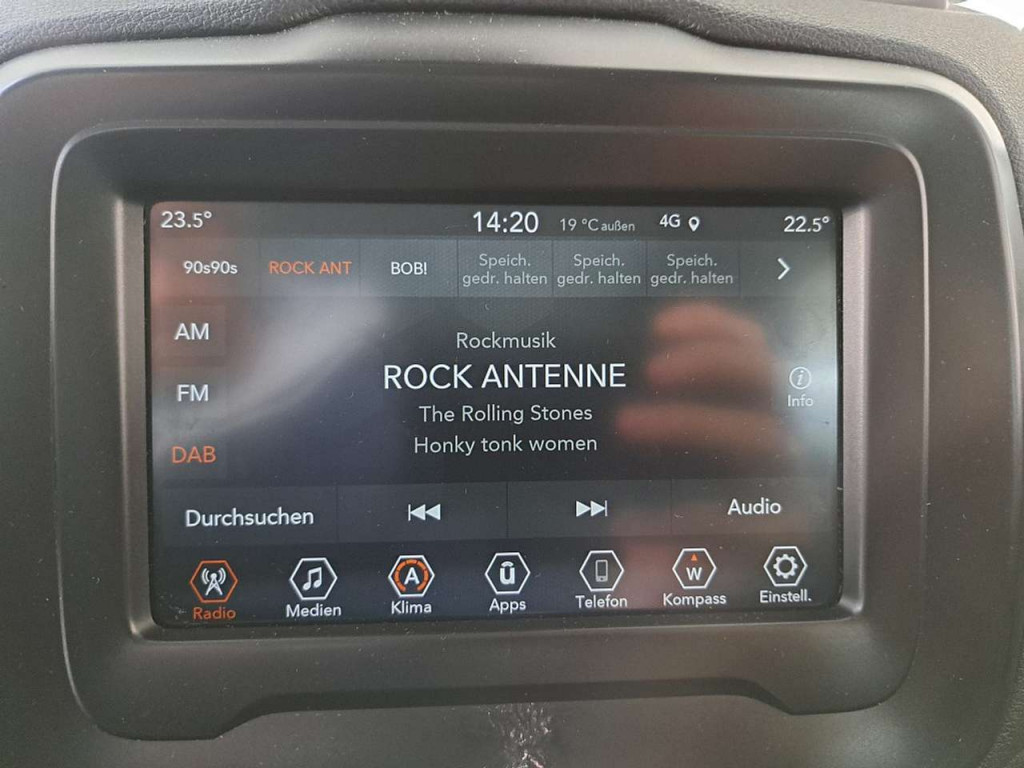 23.5° 14:20 19 °C außen 4G 22.5°
90s90s ROCK ANT BOB! Speich. gedr. halten Speich. gedr. halten Speich. gedr. halten
AM
FM
DAB
Rockmusik
ROCK ANTENNE
The Rolling Stones
Honky tonk women
i
Info
Durchsuchen Audio
A ū W
Radio Medien Klima Apps Telefon Kompass Einstell.